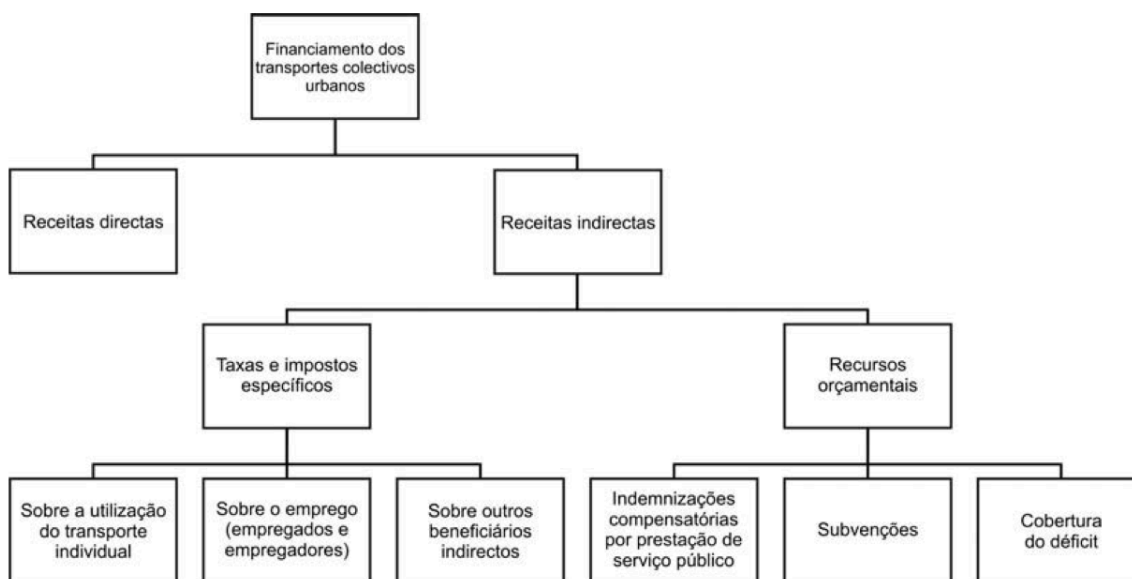 Financiamento dos
transportes colectivos
urbanos
Receitas directas
Receitas indirectas
Taxas e impostos
específicos
Recursos
orçamentais
Sobre a utilização
do transporte
individual
Sobre o emprego
(empregados e
empregadores)
Sobre outros
beneficiários
indirectos
Indemnizações
compensatórias
por prestação de
serviço público
Subvenções
Cobertura
do déficit